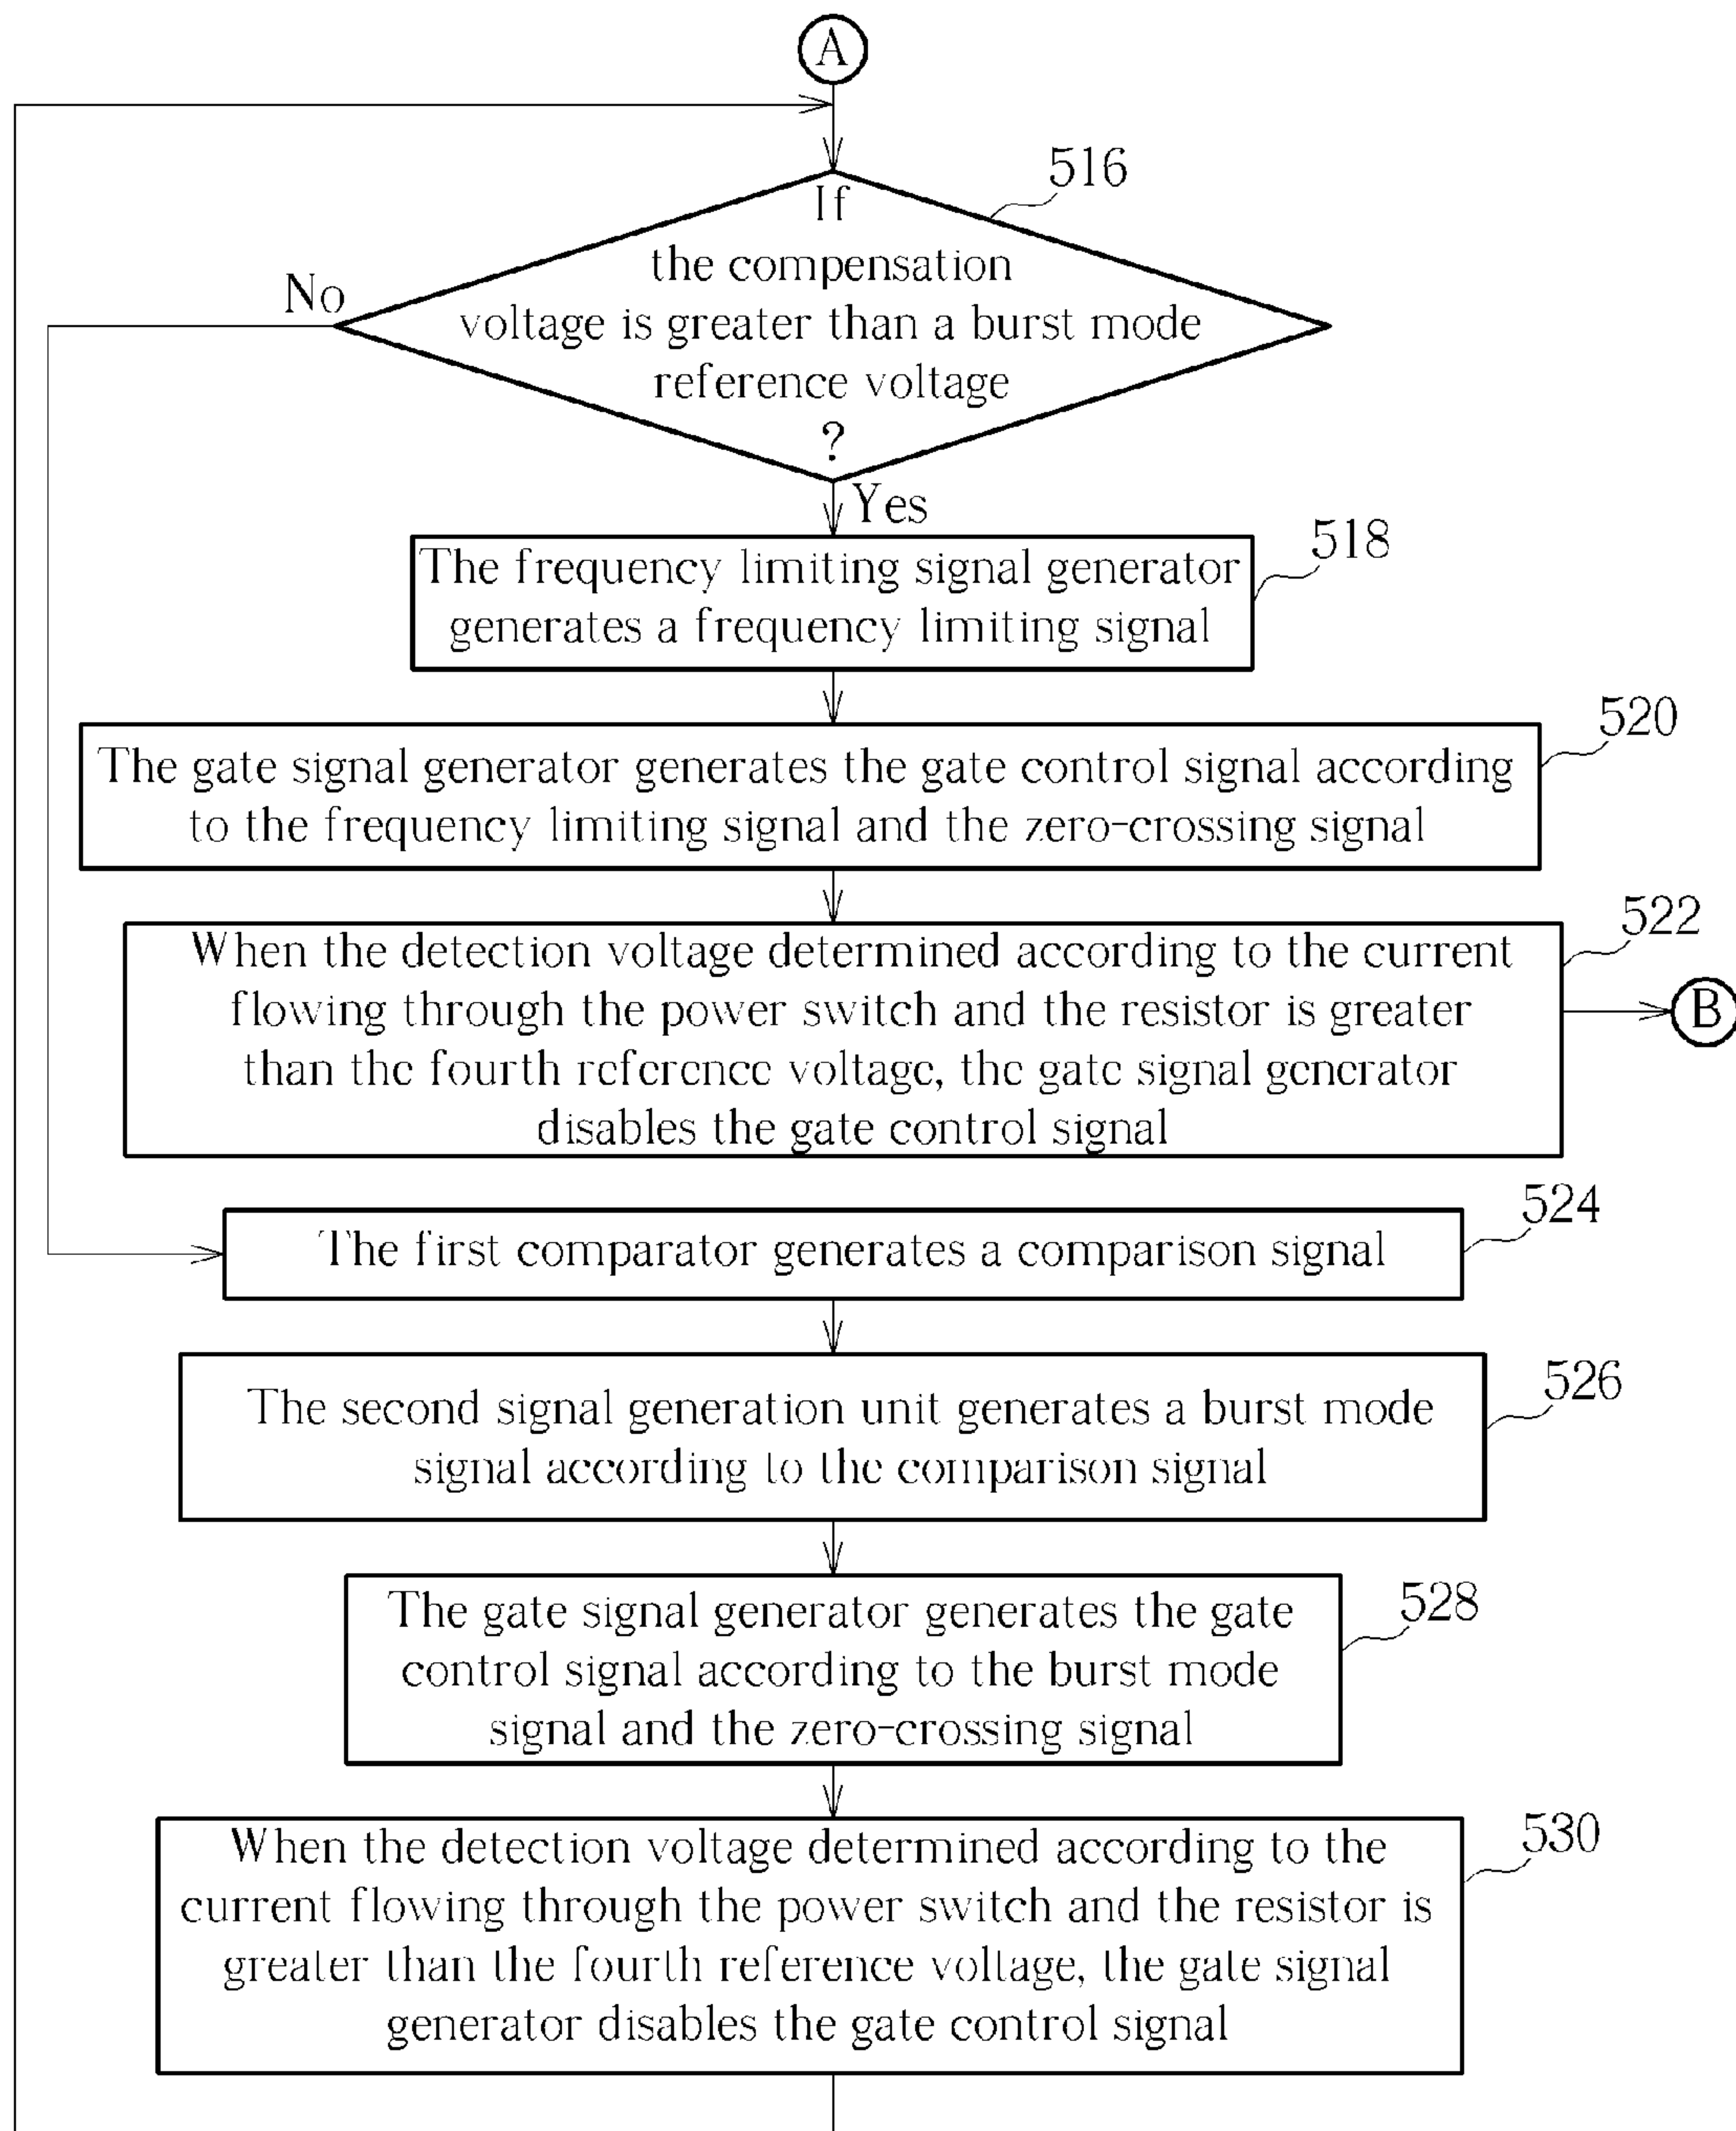 A
516
If
the compensation
voltage is greater than a burst mode
reference voltage
?
No
Yes
518
The frequency limiting signal generator
generates a frequency limiting signal
520
The gate signal generator generates the gate control signal according
to the frequency limiting signal and the zero-crossing signal
522
When the detection voltage determined according to the current
flowing through the power switch and the resistor is greater
than the fourth reference voltage, the gate signal generator
disables the gate control signal
B
524
The first comparator generates a comparison signal
526
The second signal generation unit generates a burst mode
signal according to the comparison signal
528
The gate signal generator generates the gate
control signal according to the burst mode
signal and the zero-crossing signal
530
When the detection voltage determined according to the
current flowing through the power switch and the resistor is
greater than the fourth reference voltage, the gate signal
generator disables the gate control signal